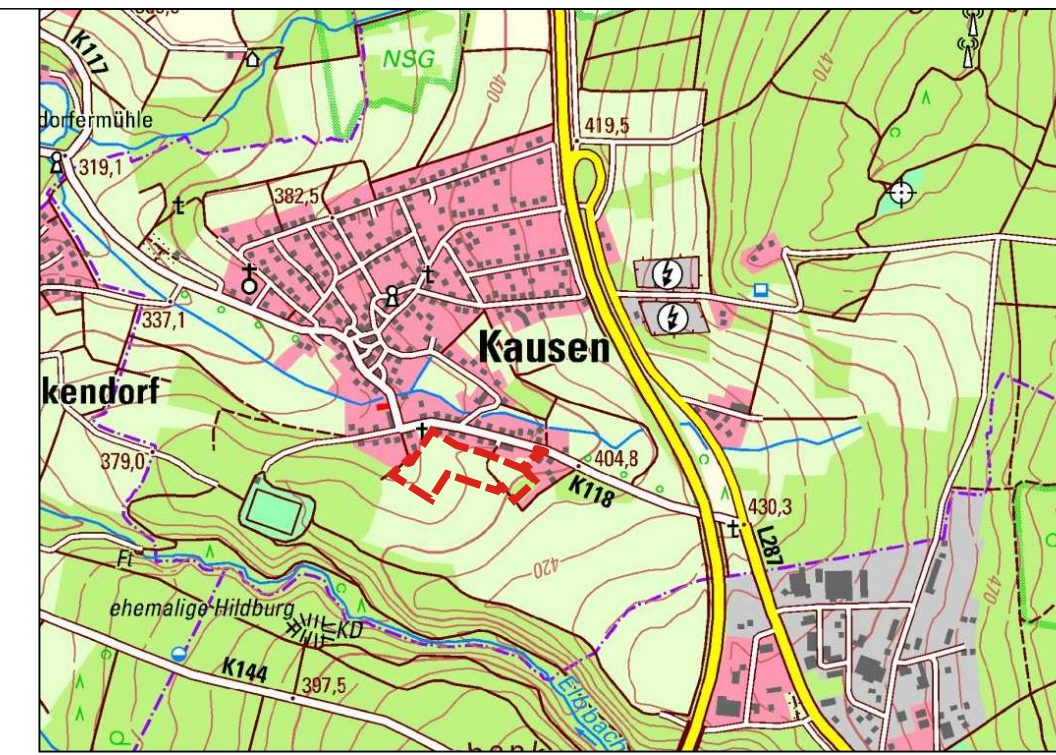 K117
NSG
400
470
dorfermühle
419,5
319,1
382,5
337,1
Kausen
kendorf
379,0
404,8
K118
430,3
L287
420
Fi
ehemalige Hildburg
KD
470
K144
397,5
Elbbach